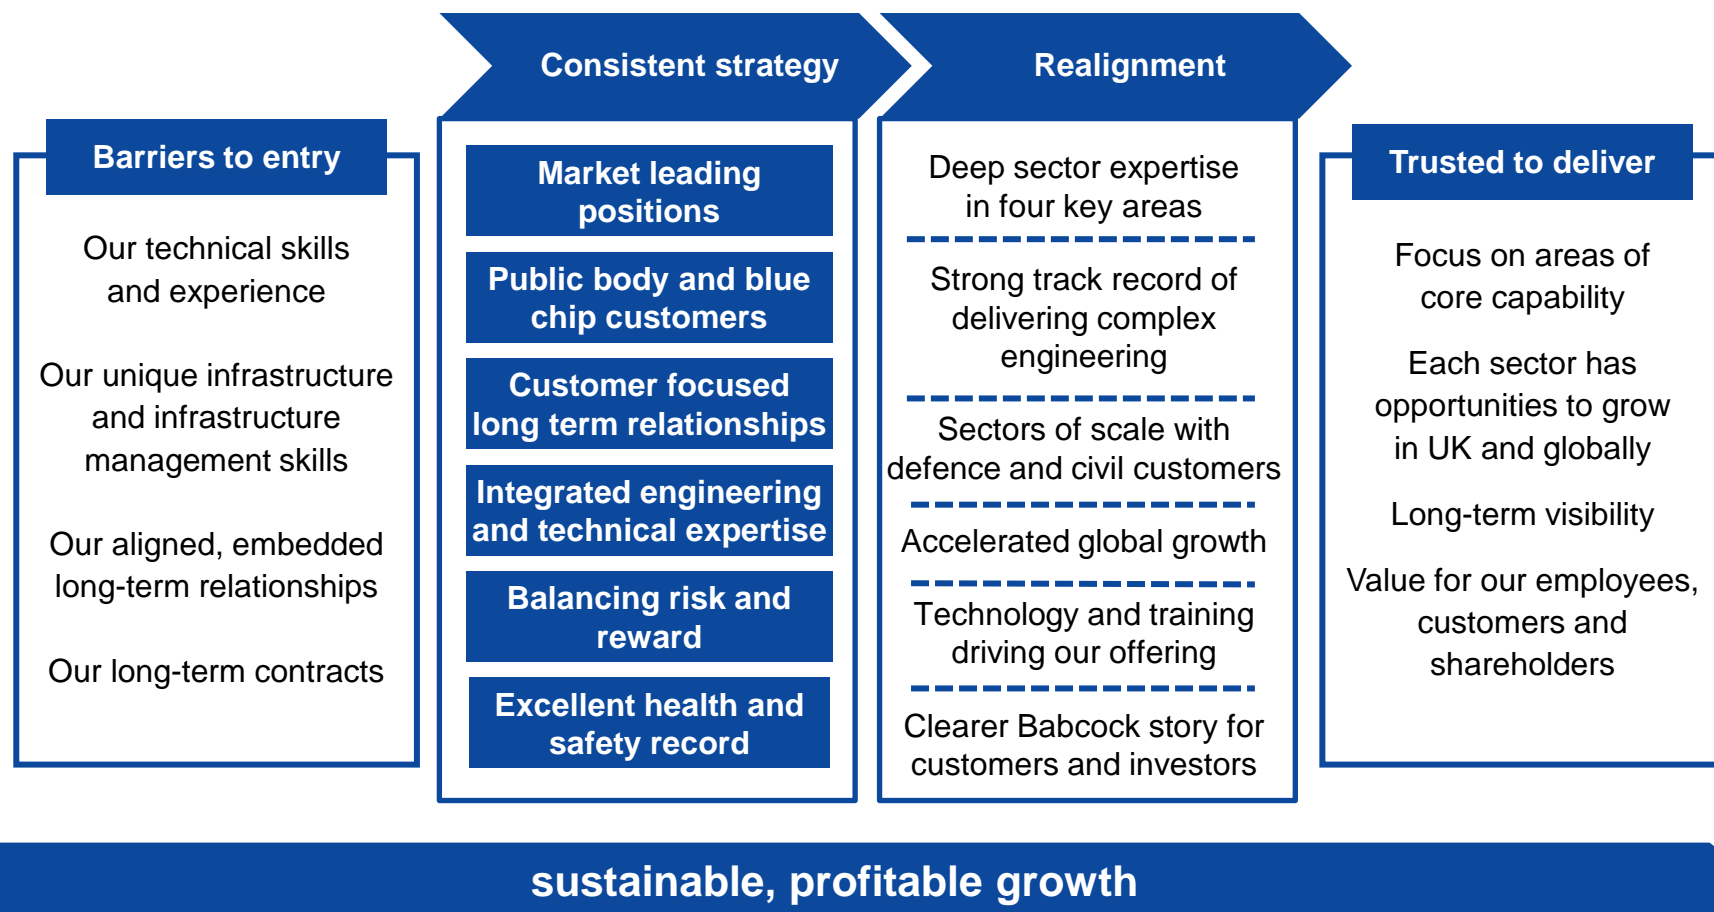 Consistent strategy
Realignment
Barriers to entry
Our technical skills
and experience
Our unique infrastructure
and infrastructure
management skills
Our aligned, embedded
long-term relationships
Our long-term contracts
Market leading
positions
Public body and blue
chip customers
Customer focused
long term relationships
Integrated engineering
and technical expertise
Balancing risk and
reward
Excellent health and
safety record
Deep sector expertise
in four key areas
Strong track record of
delivering complex
engineering
Sectors of scale with
defence and civil customers
Accelerated global growth
Technology and training
driving our offering
Clearer Babcock story for
customers and investors
Trusted to deliver
Focus on areas of
core capability
Each sector has
opportunities to grow
in UK and globally
Long-term visibility
Value for our employees,
customers and
shareholders
sustainable, profitable growth